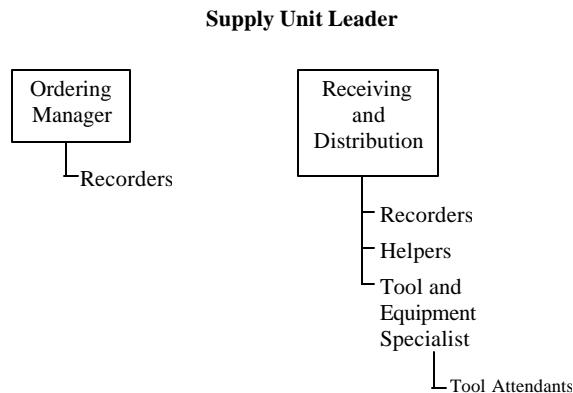 Supply Unit Leader
Ordering
Manager
Recorders
Receiving
and
Distribution
Recorders
Helpers
Tool and
Equipment
Specialist
Tool Attendants